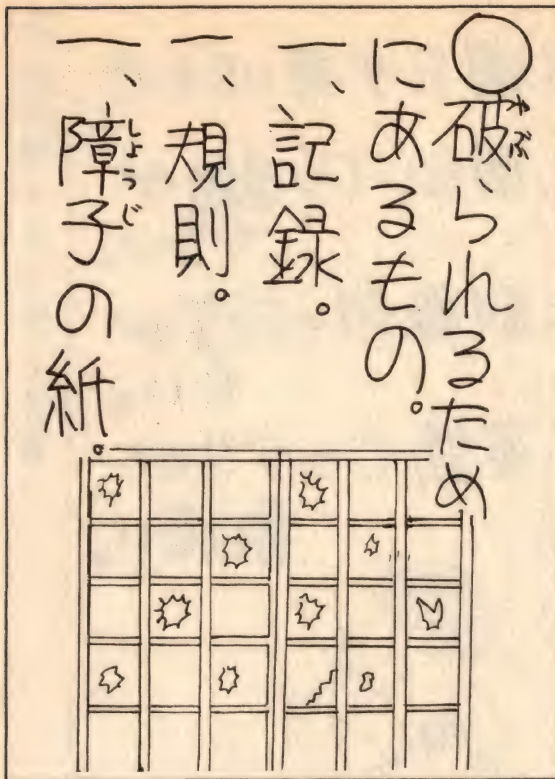 ○破られるため
にあるもの。
一、記録。
一、規則。
一、障子の紙。